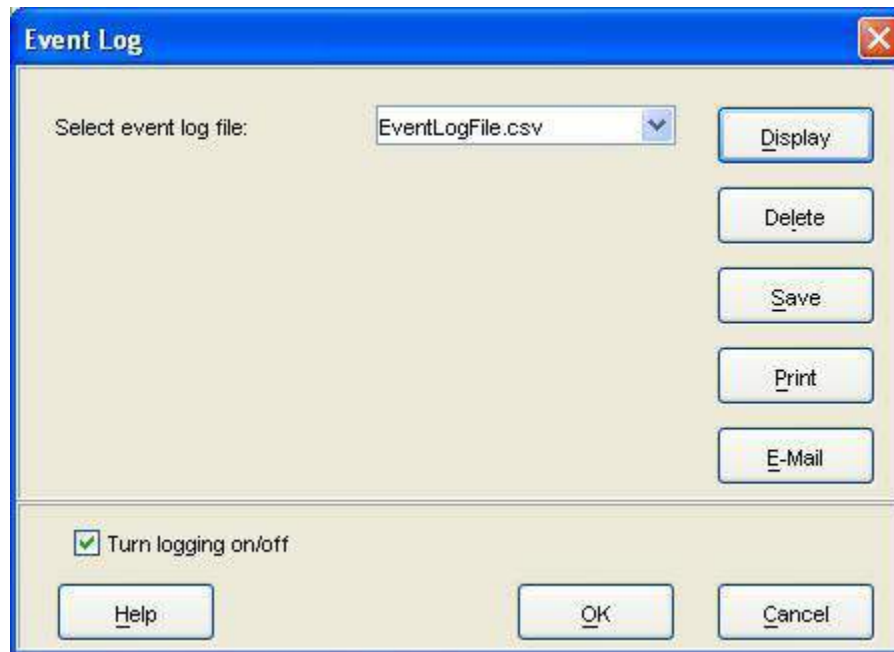 Event Log
Select event log file: EventLogFile.csv
Display
Delete
Save
Print
E-Mail
Turn logging on/off
Help OK Cancel